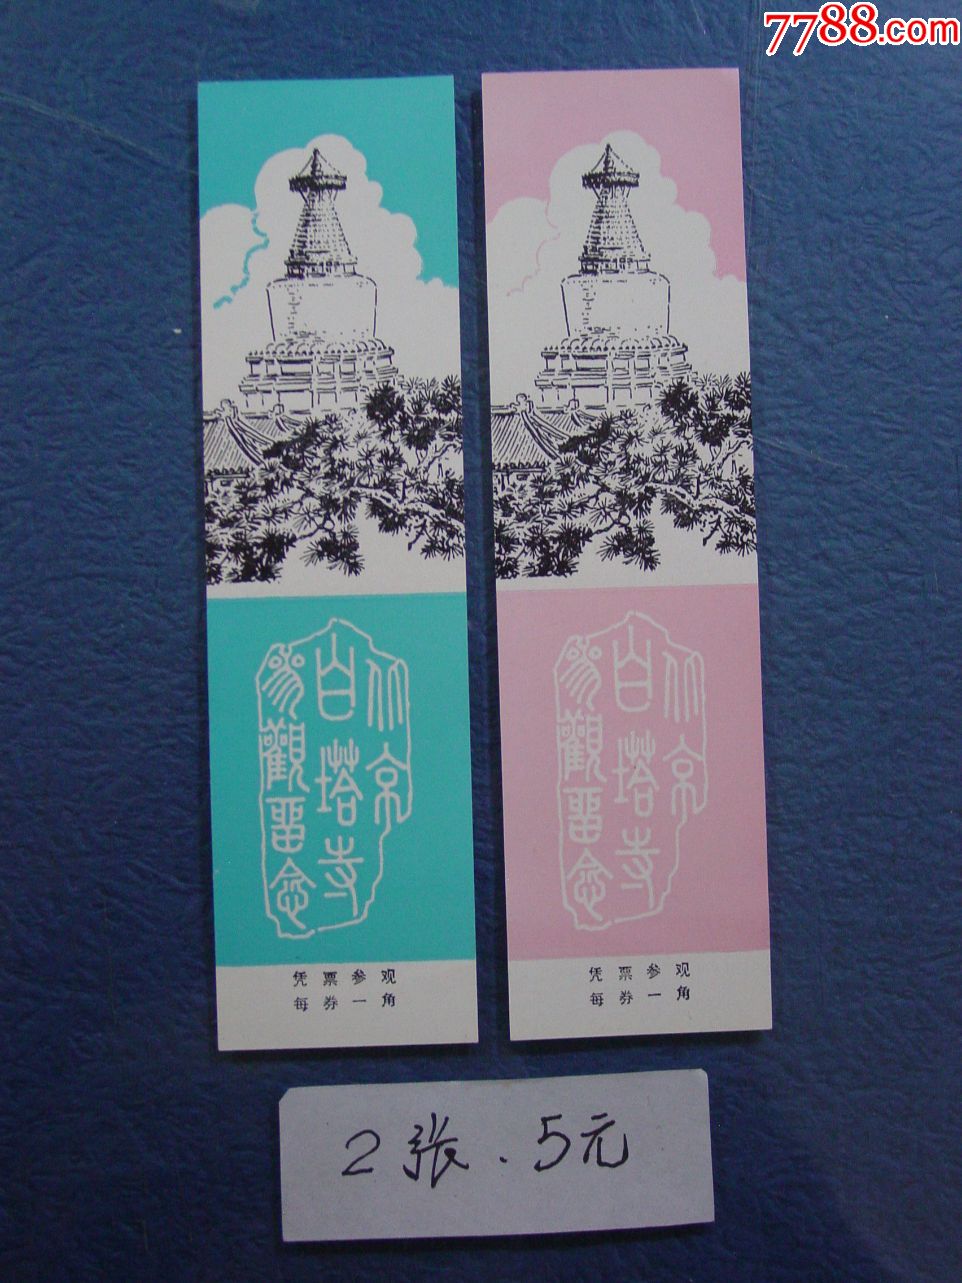 7788.com
北京
白塔寺
參觀留念
凭票参观
每券一角
北京
白塔寺
參觀留念
凭票参观
每券一角
2张.5元